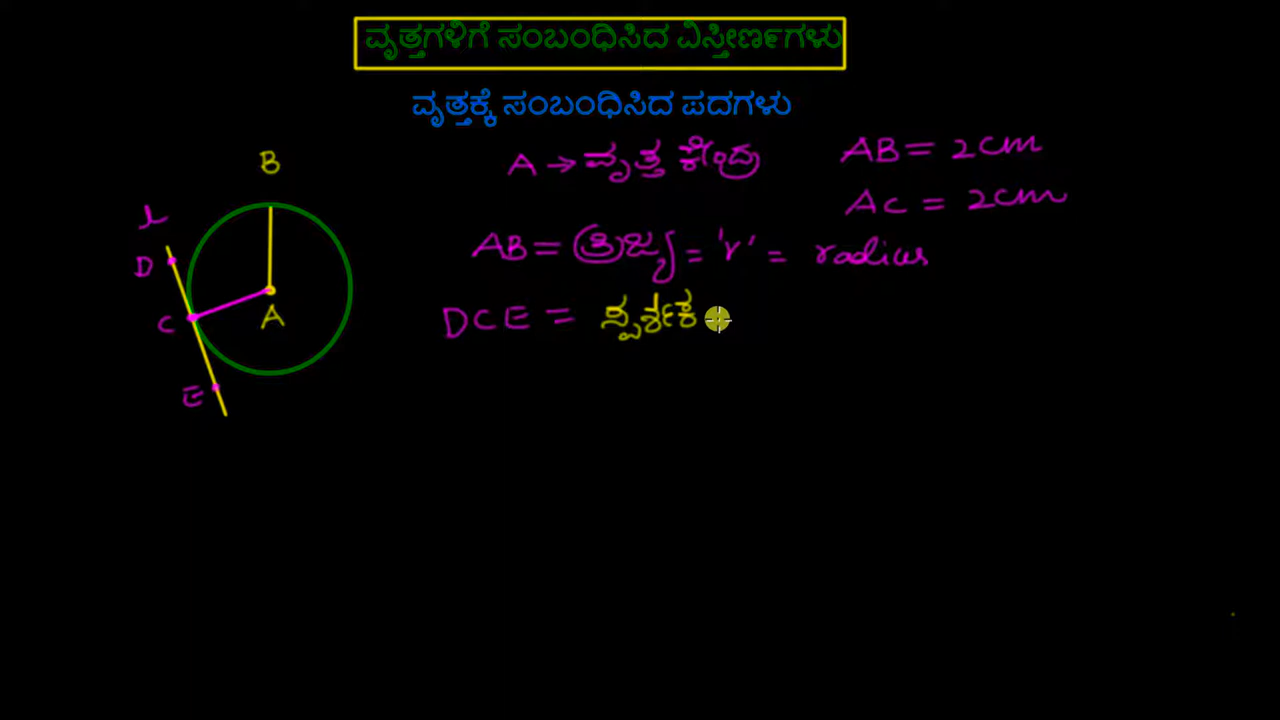 ವೃತ್ತಗಳಿಗೆ ಸಂಬಂಧಿಸಿದ ವಿಸ್ತೀರ್ಣಗಳು
ವೃತ್ತಕ್ಕೆ ಸಂಬಂಧಿಸಿದ ಪದಗಳು
A → ವೃತ್ತ ಕೇಂದ್ರ
AB = 2cm
AC = 2cm
AB = ತ್ರಿಜ್ಯ = 'r' = radius
DCE = ಸ್ಪರ್ಶಕ
B
L
D
C
A
E